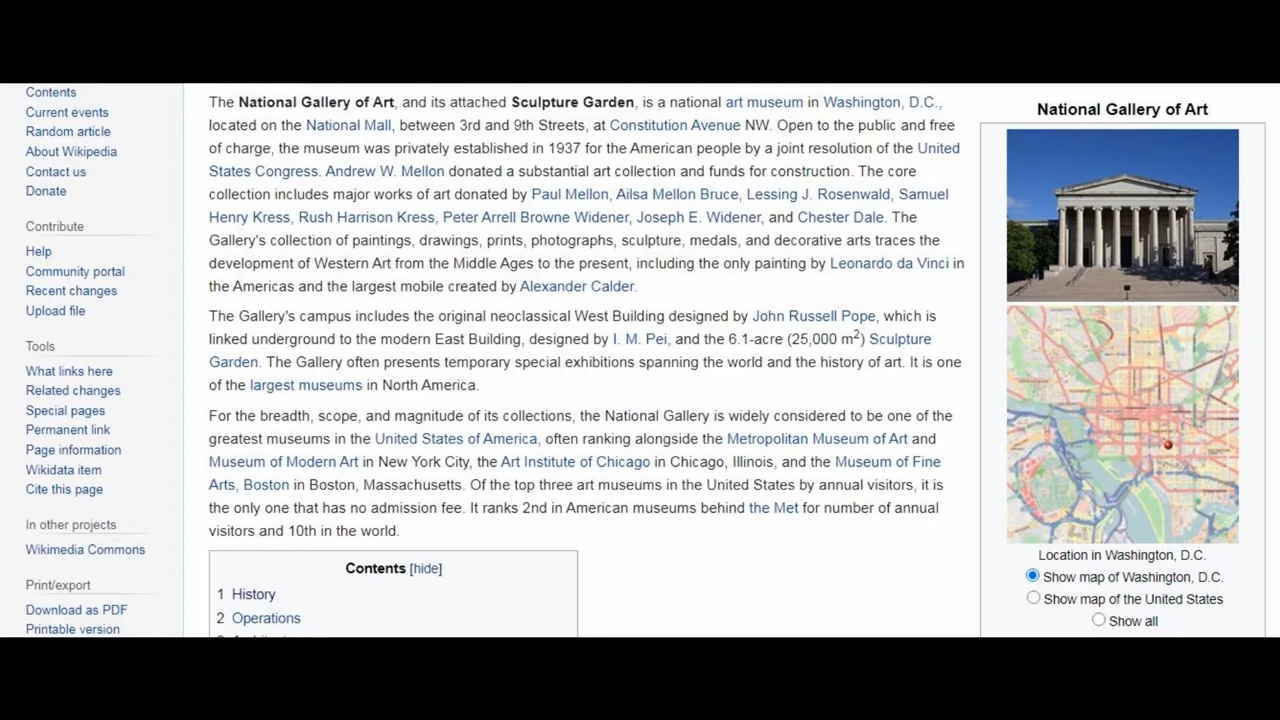 Contents
Current events
Random article
About Wikipedia
Contact us
Donate
Contribute
Help
Community portal
Recent changes
Upload file
Tools
What links here
Related changes
Special pages
Permanent link
Page information
Wikidata item
Cite this page
In other projects
Wikimedia Commons
Print/export
Download as PDF
Printable version
The National Gallery of Art, and its attached Sculpture Garden, is a national art museum in Washington, D.C.,
located on the National Mall, between 3rd and 9th Streets, at Constitution Avenue NW. Open to the public and free
of charge, the museum was privately established in 1937 for the American people by a joint resolution of the United
States Congress. Andrew W. Mellon donated a substantial art collection and funds for construction. The core
collection includes major works of art donated by Paul Mellon, Ailsa Mellon Bruce, Lessing J. Rosenwald, Samuel
Henry Kress, Rush Harrison Kress, Peter Arrell Browne Widener, Joseph E. Widener, and Chester Dale. The
Gallery's collection of paintings, drawings, prints, photographs, sculpture, medals, and decorative arts traces the
development of Western Art from the Middle Ages to the present, including the only painting by Leonardo da Vinci in
the Americas and the largest mobile created by Alexander Calder.
The Gallery's campus includes the original neoclassical West Building designed by John Russell Pope, which is
linked underground to the modern East Building, designed by I. M. Pei, and the 6.1-acre (25,000 m²) Sculpture
Garden. The Gallery often presents temporary special exhibitions spanning the world and the history of art. It is one
of the largest museums in North America.
For the breadth, scope, and magnitude of its collections, the National Gallery is widely considered to be one of the
greatest museums in the United States of America, often ranking alongside the Metropolitan Museum of Art and
Museum of Modern Art in New York City, the Art Institute of Chicago in Chicago, Illinois, and the Museum of Fine
Arts, Boston in Boston, Massachusetts. Of the top three art museums in the United States by annual visitors, it is
the only one that has no admission fee. It ranks 2nd in American museums behind the Met for number of annual
visitors and 10th in the world.
Contents [hide]
1 History
2 Operations
National Gallery of Art
Location in Washington, D.C.
Show map of Washington, D.C.
Show map of the United States
Show all